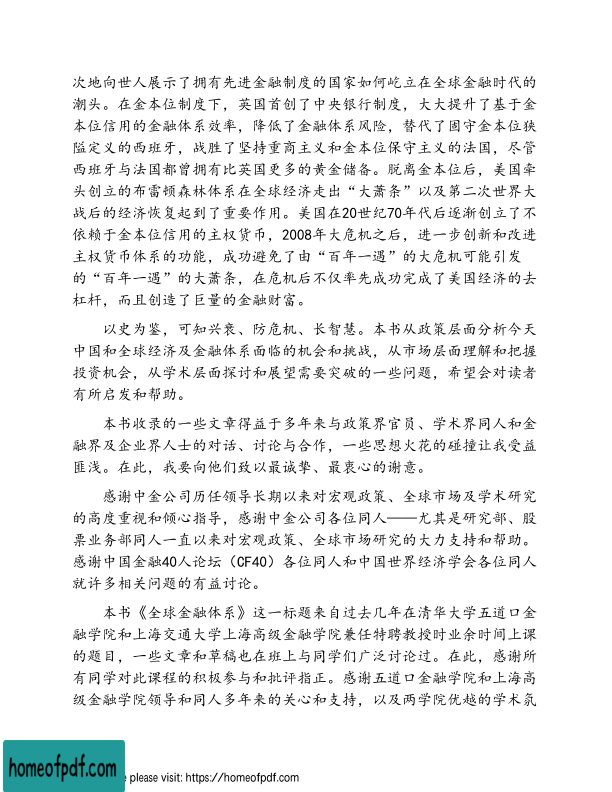 次地向世人展示了拥有先进金融制度的国家如何屹立在全球金融时代的
潮头。在金本位制度下，英国首创了中央银行制度，大大提升了基于金
本位信用的金融体系效率，降低了金融体系风险，替代了固守金本位狭
隘定义的西班牙，战胜了坚持重商主义和金本位保守主义的法国，尽管
西班牙与法国都曾拥有比英国更多的黄金储备。脱离金本位后，美国牵
头创立的布雷顿森林体系在全球经济走出“大萧条”以及第二次世界大
战后的经济恢复起到了重要作用。美国在20世纪70年代后逐渐创立了不
依赖于金本位信用的主权货币，2008年大危机之后，进一步创新和改进
主权货币体系的功能，成功避免了由“百年一遇”的大危机可能引发
的“百年一遇”的大萧条，在危机后不仅率先成功完成了美国经济的去
杠杆，而且创造了巨量的金融财富。
以史为鉴，可知兴衰、防危机、长智慧。本书从政策层面分析今天
中国和全球经济及金融体系面临的机会和挑战，从市场层面理解和把握
投资机会，从学术层面探讨和展望需要突破的一些问题，希望会对读者
有所启发和帮助。
本书收录的一些文章得益于多年来与政策界官员、学术界同人和金
融界及企业界人士的对话、讨论与合作，一些思想火花的碰撞让我受益
匪浅。在此，我要向他们致以最诚挚、最衷心的谢意。
感谢中金公司历任领导长期以来对宏观政策、全球市场及学术研究
的高度重视和倾心指导，感谢中金公司各位同人——尤其是研究部、股
票业务部同人一直以来对宏观政策、全球市场研究的大力支持和帮助。
感谢中国金融40人论坛（CF40）各位同人和中国世界经济学会各位同人
就许多相关问题的有益讨论。
本书《全球金融体系》这一标题来自过去几年在清华大学五道口金
融学院和上海交通大学上海高级金融学院兼任特聘教授时业余时间上课
的题目，一些文章和草稿也在班上与同学们广泛讨论过。在此，感谢所
有同学对此课程的积极参与和批评指正。感谢五道口金融学院和上海高
级金融学院领导和同人多年来的关心和支持，以及两学院优越的学术氛
homeofpdf.com
e please visit: https://homeofpdf.com